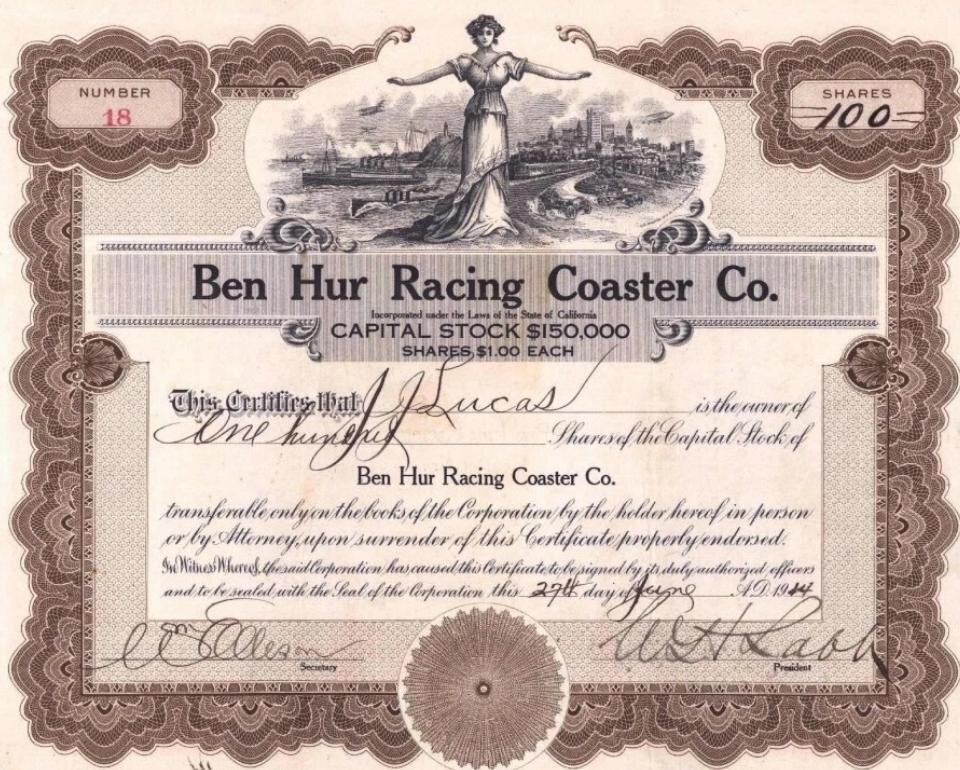 NUMBER
18
SHARES
100
Ben Hur Racing Coaster Co.
Incorporated under the Laws of the State of California
CAPITAL STOCK $150,000
SHARES $1.00 EACH
This Certifies that J J Lucas is the owner of
One hundred Shares of the Capital Stock of
Ben Hur Racing Coaster Co.
transferable only on the books of the Corporation by the holder hereof in person
or by Attorney upon surrender of this Certificate properly endorsed.
In Witness Whereof, the said Corporation has caused this Certificate to be signed by its duly authorized officers
and to be sealed with the Seal of the Corporation this 27th day of June A.D. 1914
Secretary
President